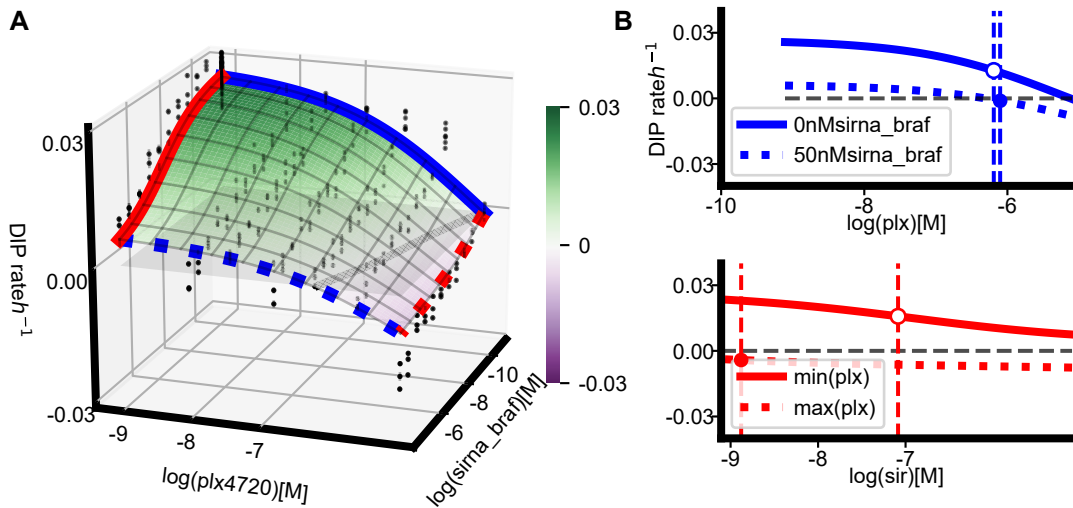 A
0.03
0.00
-0.03
DIP rateh⁻¹
-9
-8
-7
log(plx4720)[M]
-10
-8
-6
log(sirna_braf)[M]
0.03
0
-0.03
B
0.03
0.00
-0.03
DIP rateh⁻¹
0nMsirna_braf
50nMsirna_braf
-10
-8
-6
log(plx)[M]
0.03
0.00
-0.03
min(plx)
max(plx)
-9
-8
-7
log(sir)[M]